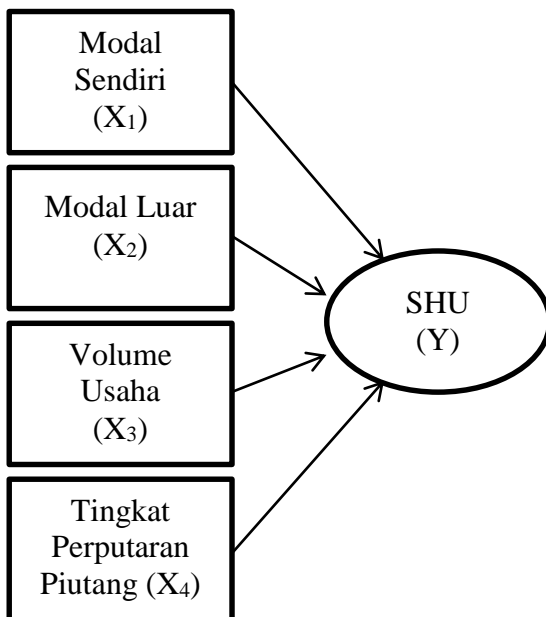 Modal
Sendiri
(X₁)
Modal Luar
(X₂)
Volume
Usaha
(X₃)
Tingkat
Perputaran
Piutang (X₄)
SHU
(Y)